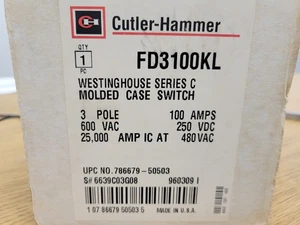 Cutler-Hammer
QTY
1
PC
FD3100KL
WESTINGHOUSE SERIES C
MOLDED CASE SWITCH
3 POLE 100 AMPS
600 VAC 250 VDC
25,000 AMP IC AT 480VAC
UPC NO. 786679-50503
S# 6639C03G08 960309 I
1 07 86679 50503 5
MADE IN U.S.A.